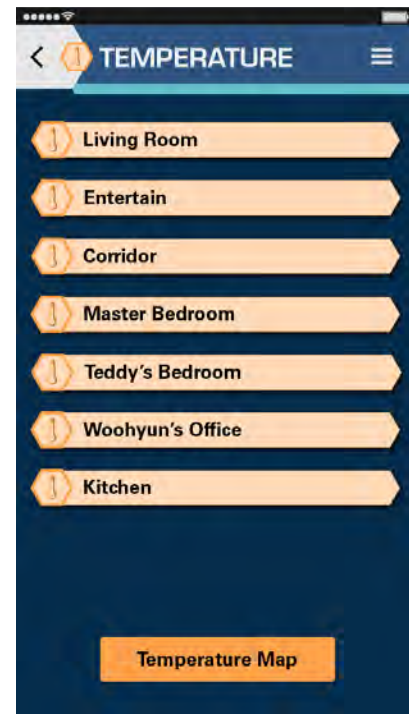 TEMPERATURE
Living Room
Entertain
Corridor
Master Bedroom
Teddy's Bedroom
Woohyun's Office
Kitchen
Temperature Map